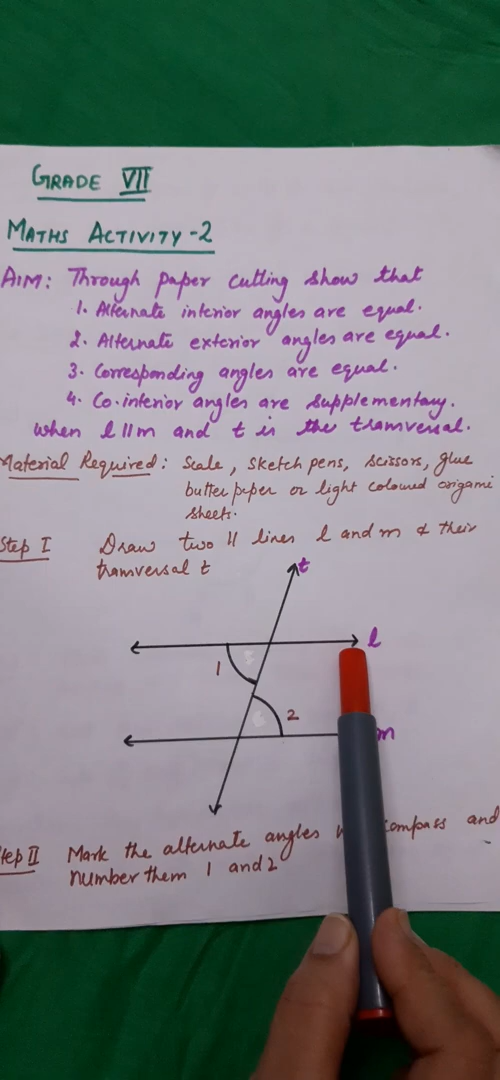 GRADE VII
MATHS ACTIVITY-2
AIM: Through paper cutting show that
1. Alternate interior angles are equal.
2. Alternate exterior angles are equal.
3. Corresponding angles are equal.
4. Co-interior angles are supplementary.
when l || m and t is the transversal.
Material Required: Scale, Sketch pens, scissors, glue
butter paper or light coloured origami
sheets.
Step I Draw two || lines l and m & their
transversal t
t
l
1
2
m
Step II Mark the alternate angles compass and
number them 1 and 2